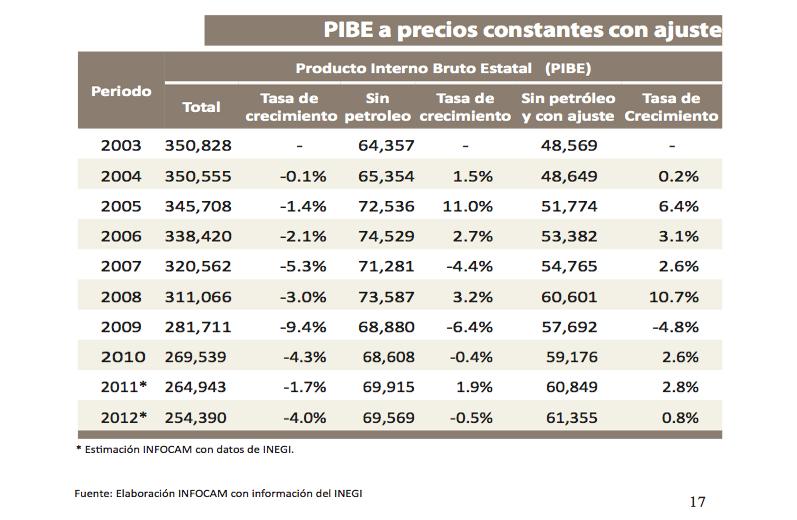 PIBE a precios constantes con ajuste
Producto Interno Bruto Estatal (PIBE)
Periodo
Total Tasa de crecimiento Sin petroleo Tasa de crecimiento Sin petróleo y con ajuste Tasa de Crecimiento
2003 350,828 - 64,357 - 48,569 -
2004 350,555 -0.1% 65,354 1.5% 48,649 0.2%
2005 345,708 -1.4% 72,536 11.0% 51,774 6.4%
2006 338,420 -2.1% 74,529 2.7% 53,382 3.1%
2007 320,562 -5.3% 71,281 -4.4% 54,765 2.6%
2008 311,066 -3.0% 73,587 3.2% 60,601 10.7%
2009 281,711 -9.4% 68,880 -6.4% 57,692 -4.8%
2010 269,539 -4.3% 68,608 -0.4% 59,176 2.6%
2011* 264,943 -1.7% 69,915 1.9% 60,849 2.8%
2012* 254,390 -4.0% 69,569 -0.5% 61,355 0.8%
* Estimación INFOCAM con datos de INEGI.
Fuente: Elaboración INFOCAM con información del INEGI
17